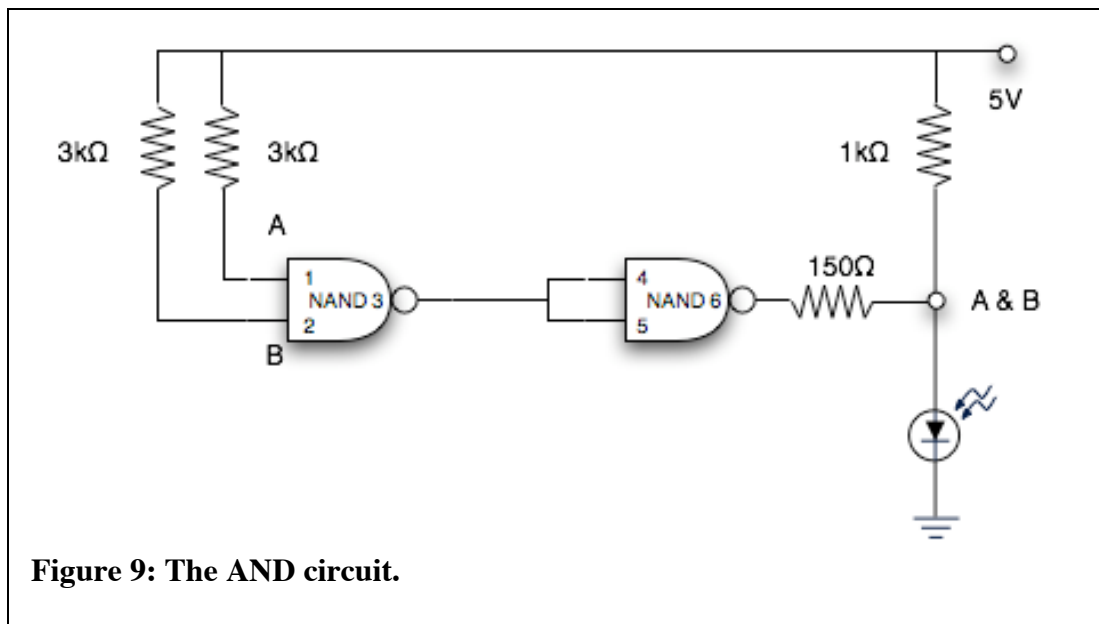 5V
3kΩ
3kΩ
1kΩ
A
150Ω
1
NAND 3
2
4
NAND 6
5
A & B
B
Figure 9: The AND circuit.